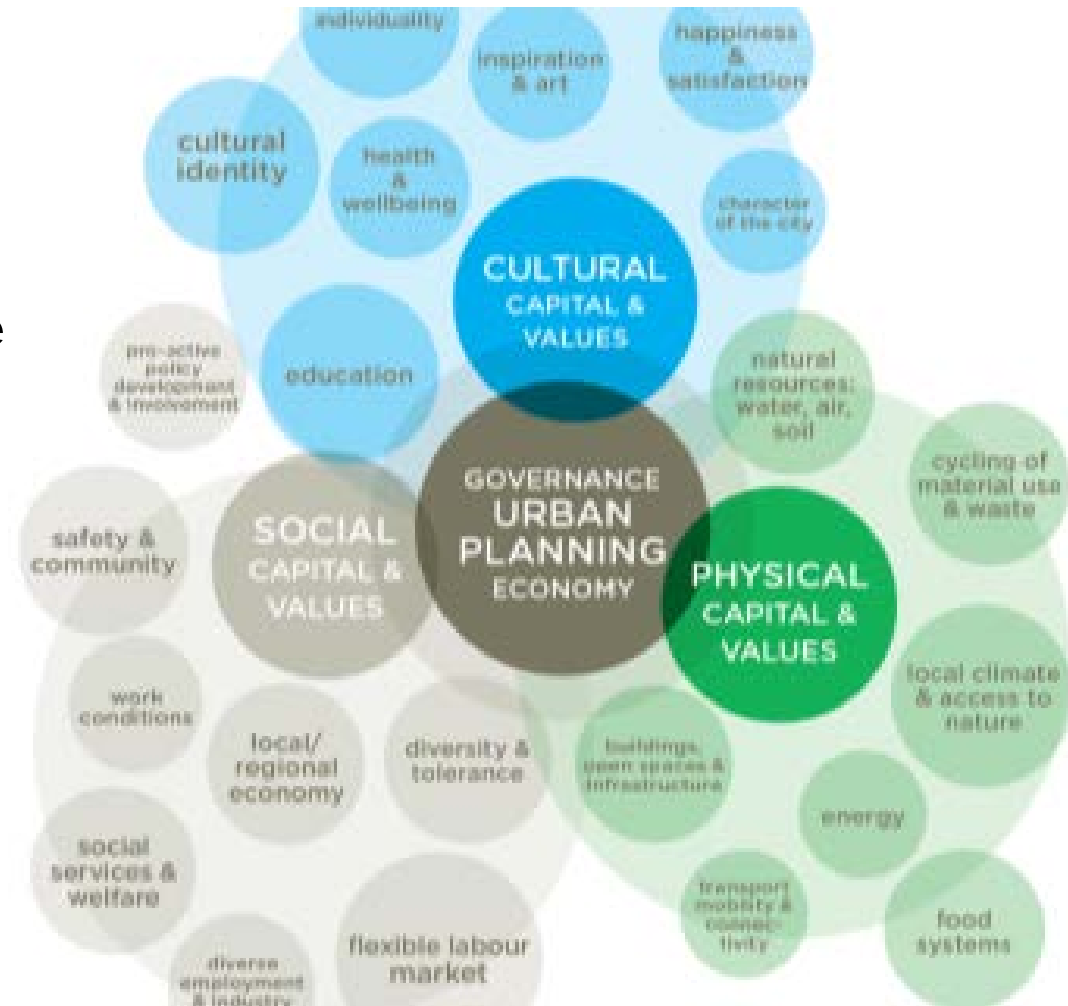 individuality
inspiration
& art
happiness
&
satisfaction
cultural
identity
health
&
wellbeing
character
of the city
CULTURAL
CAPITAL &
VALUES
e
pro-active
policy
development
& involvement
education
natural
resources:
water, air,
soil
cycling of
material use
& waste
GOVERNANCE
URBAN
PLANNING
ECONOMY
safety &
community
SOCIAL
CAPITAL &
VALUES
PHYSICAL
CAPITAL &
VALUES
local climate
& access to
nature
work
conditions
local/
regional
economy
diversity &
tolerance
buildings,
open spaces &
infrastructure
energy
social
services &
welfare
transport
mobility &
connec-
tivity
food
systems
flexible labour
market
diverse
employment
& industry